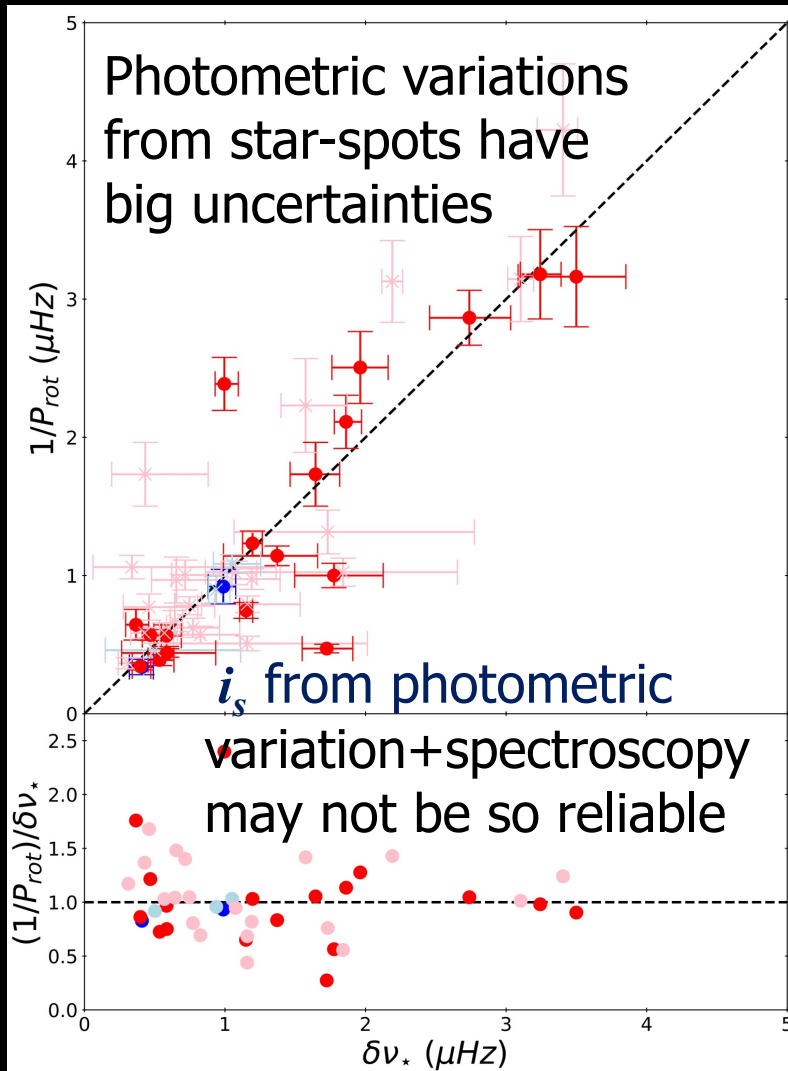 5
Photometric variations
from star-spots have
big uncertainties
4
3
2
1
0
1/P_rot (μHz)
i_s from photometric
variation+spectroscopy
may not be so reliable
2.5
2.0
1.5
1.0
0.5
0.0
(1/P_rot)/δν⋆
0 1 2 3 4 5
δν⋆ (μHz)